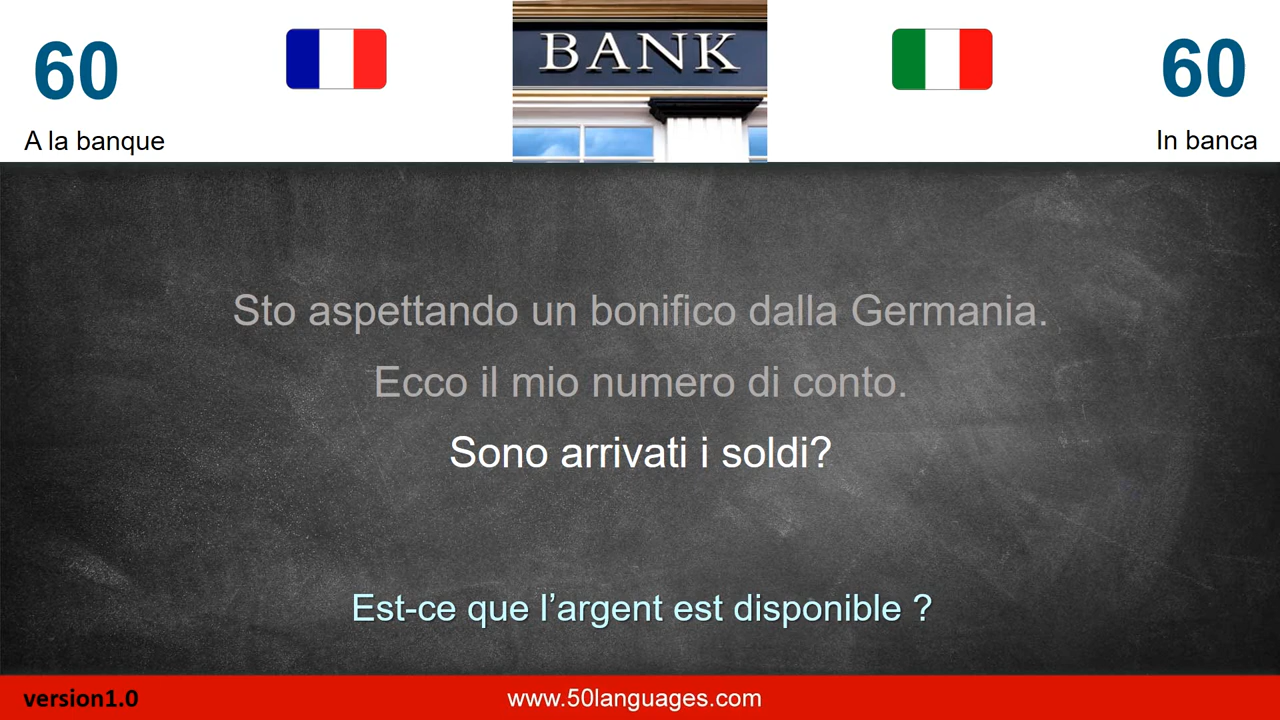 60
BANK
60
A la banque
In banca
Sto aspettando un bonifico dalla Germania.
Ecco il mio numero di conto.
Sono arrivati i soldi?
Est-ce que l’argent est disponible ?
version1.0
www.50languages.com